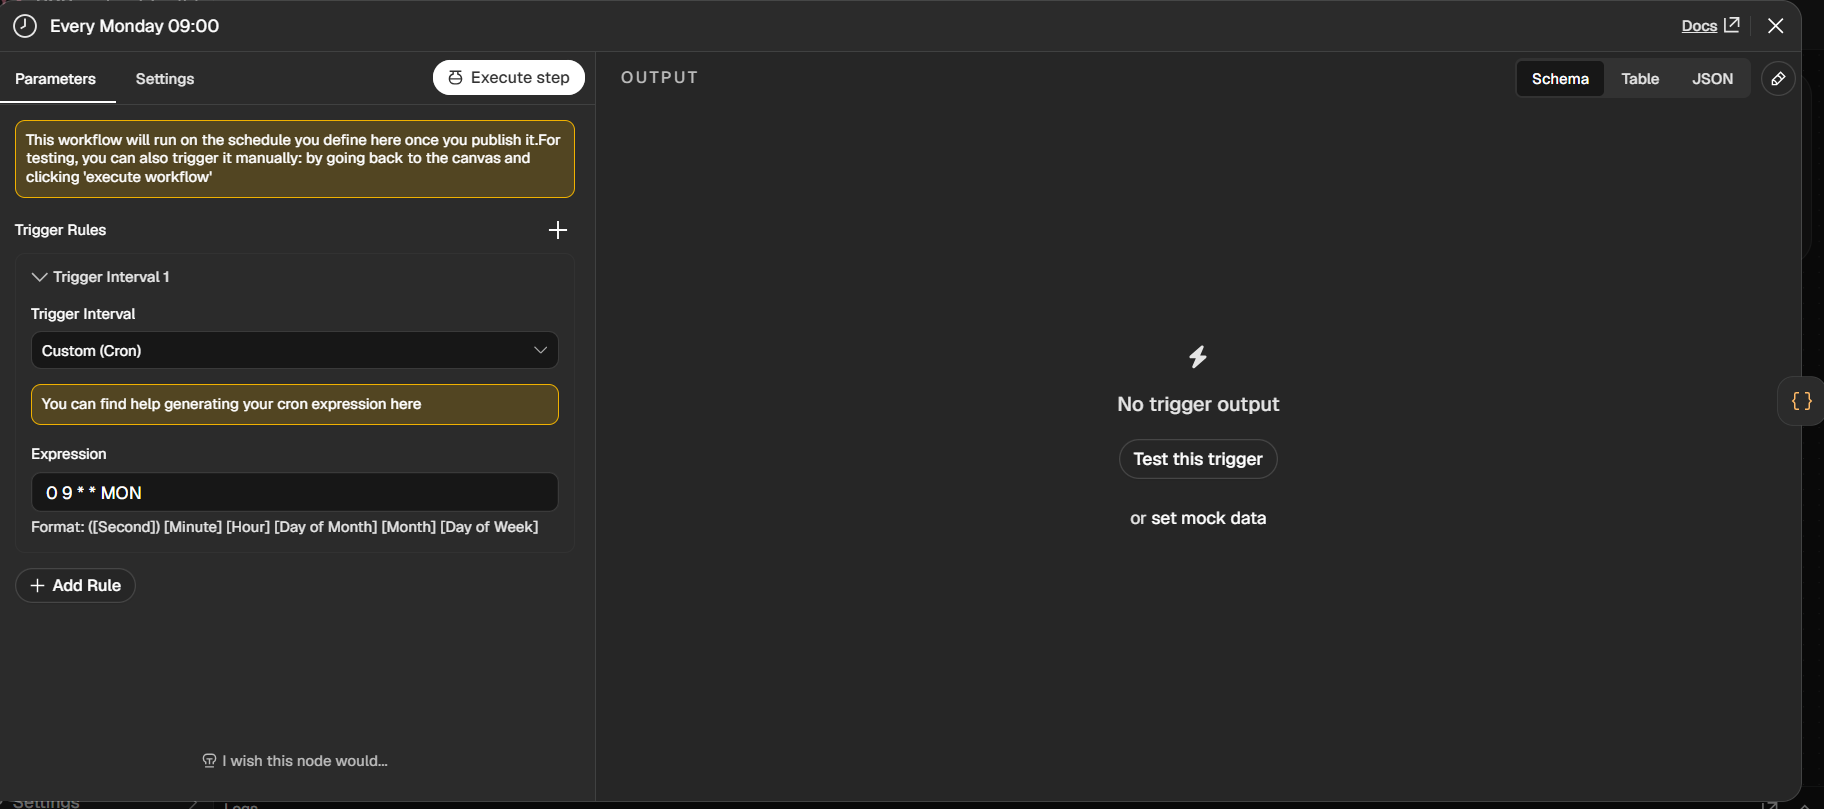 Every Monday 09:00
Docs
Parameters
Settings
Execute step
OUTPUT
Schema
Table
JSON
This workflow will run on the schedule you define here once you publish it.For
testing, you can also trigger it manually: by going back to the canvas and
clicking 'execute workflow'
Trigger Rules
Trigger Interval 1
Trigger Interval
Custom (Cron)
You can find help generating your cron expression here
Expression
0 9 * * MON
Format: ([Second]) [Minute] [Hour] [Day of Month] [Month] [Day of Week]
Add Rule
No trigger output
Test this trigger
or set mock data
{ }
I wish this node would...
Settings
Logs